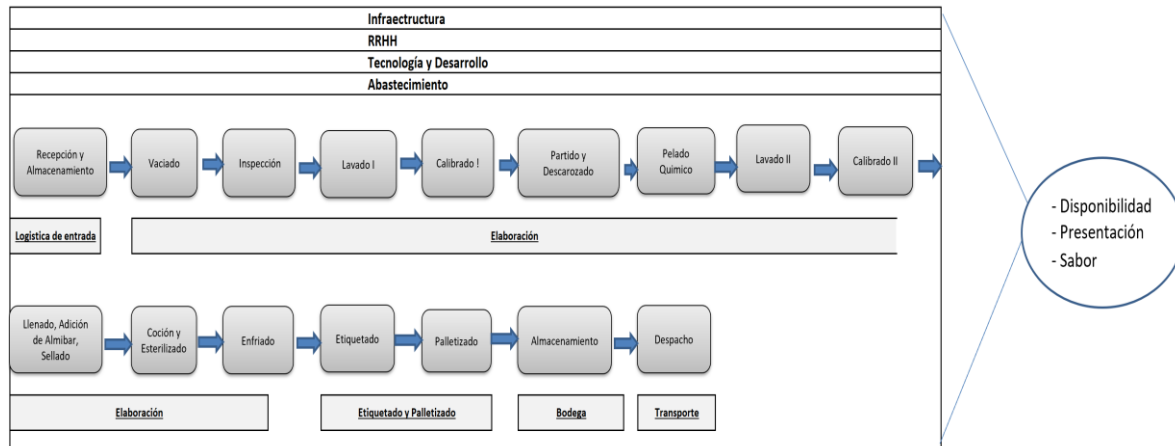 Infraectructura
RRHH
Tecnología y Desarrollo
Abastecimiento
Recepción y
Almacenamiento
Vaciado
Inspección
Lavado I
Calibrado !
Partido y
Descarozado
Pelado
Quimico
Lavado II
Calibrado II
Logistica de entrada
Elaboración
- Disponibilidad
- Presentación
- Sabor
Llenado, Adición
de Almibar,
Sellado
Coción y
Esterilizado
Enfriado
Etiquetado
Palletizado
Almacenamiento
Despacho
Elaboración
Etiquetado y Palletizado
Bodega
Transporte